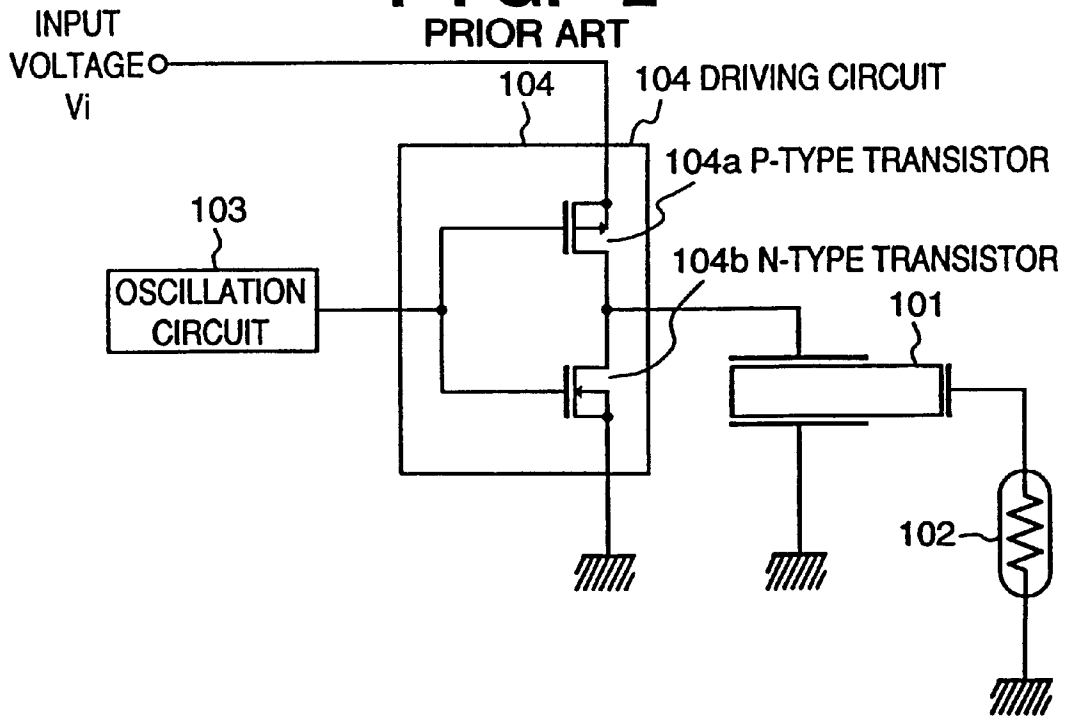 PRIOR ART
INPUT
VOLTAGE
Vi
104
104 DRIVING CIRCUIT
104a P-TYPE TRANSISTOR
103
104b N-TYPE TRANSISTOR
OSCILLATION
CIRCUIT
101
102